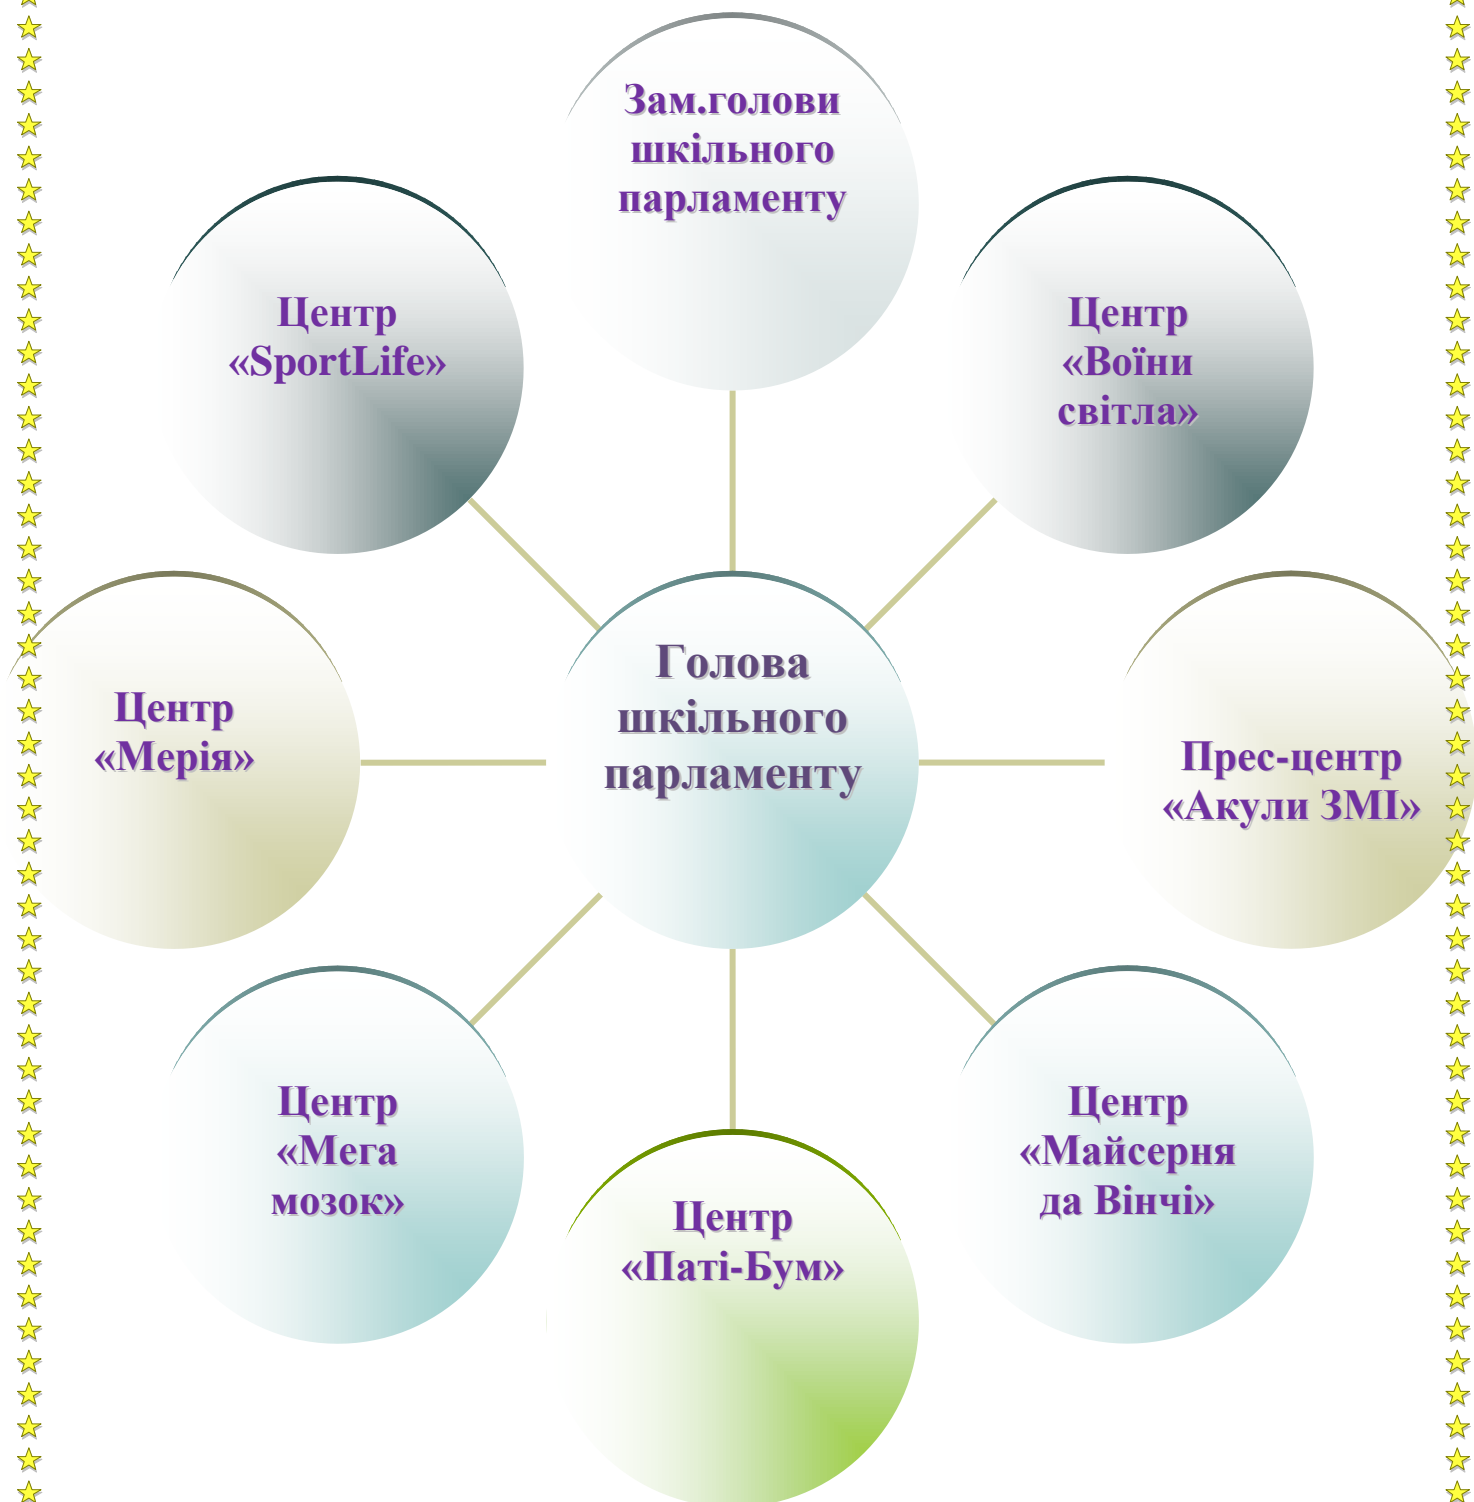 Зам.голови
шкільного
парламенту
Центр
«SportLife»
Центр
«Воїни
світла»
Центр
«Мерія»
Голова
шкільного
парламенту
Прес-центр
«Акули ЗМІ»
Центр
«Мега
мозок»
Центр
«Майсерня
да Вінчі»
Центр
«Паті-Бум»